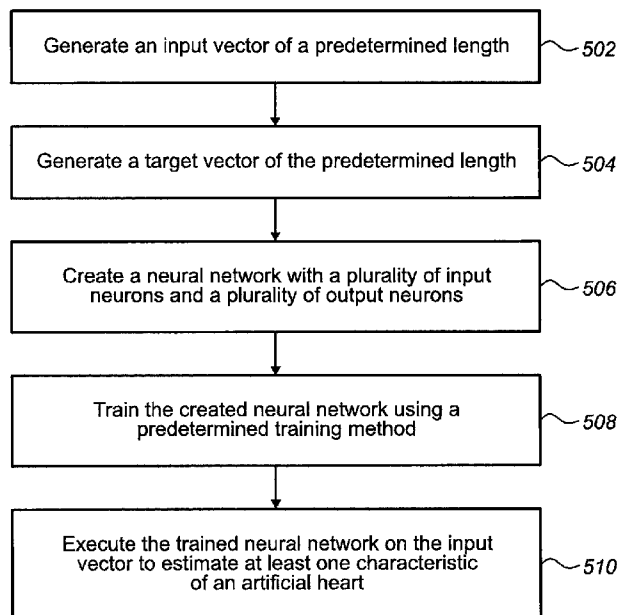 Generate an input vector of a predetermined length
502
Generate a target vector of the predetermined length
504
Create a neural network with a plurality of input
neurons and a plurality of output neurons
506
Train the created neural network using a
predetermined training method
508
Execute the trained neural network on the input
vector to estimate at least one characteristic
of an artificial heart
510